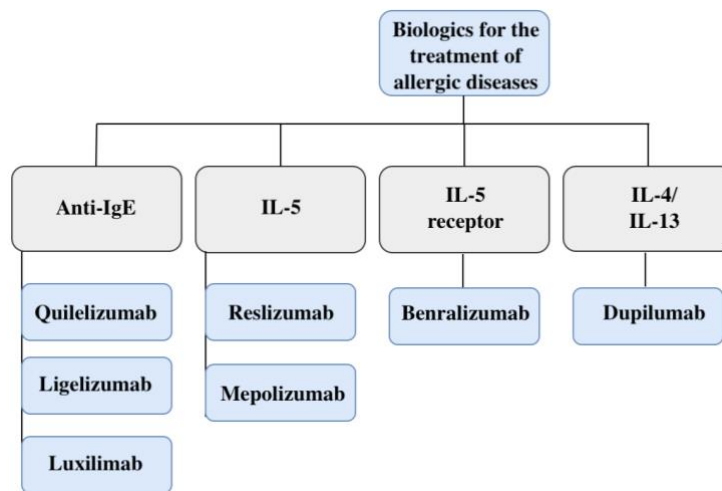 Biologics for the
treatment of
allergic diseases
Anti-IgE
IL-5
IL-5
receptor
IL-4/
IL-13
Quilelizumab
Reslizumab
Benralizumab
Dupilumab
Ligelizumab
Mepolizumab
Luxilimab